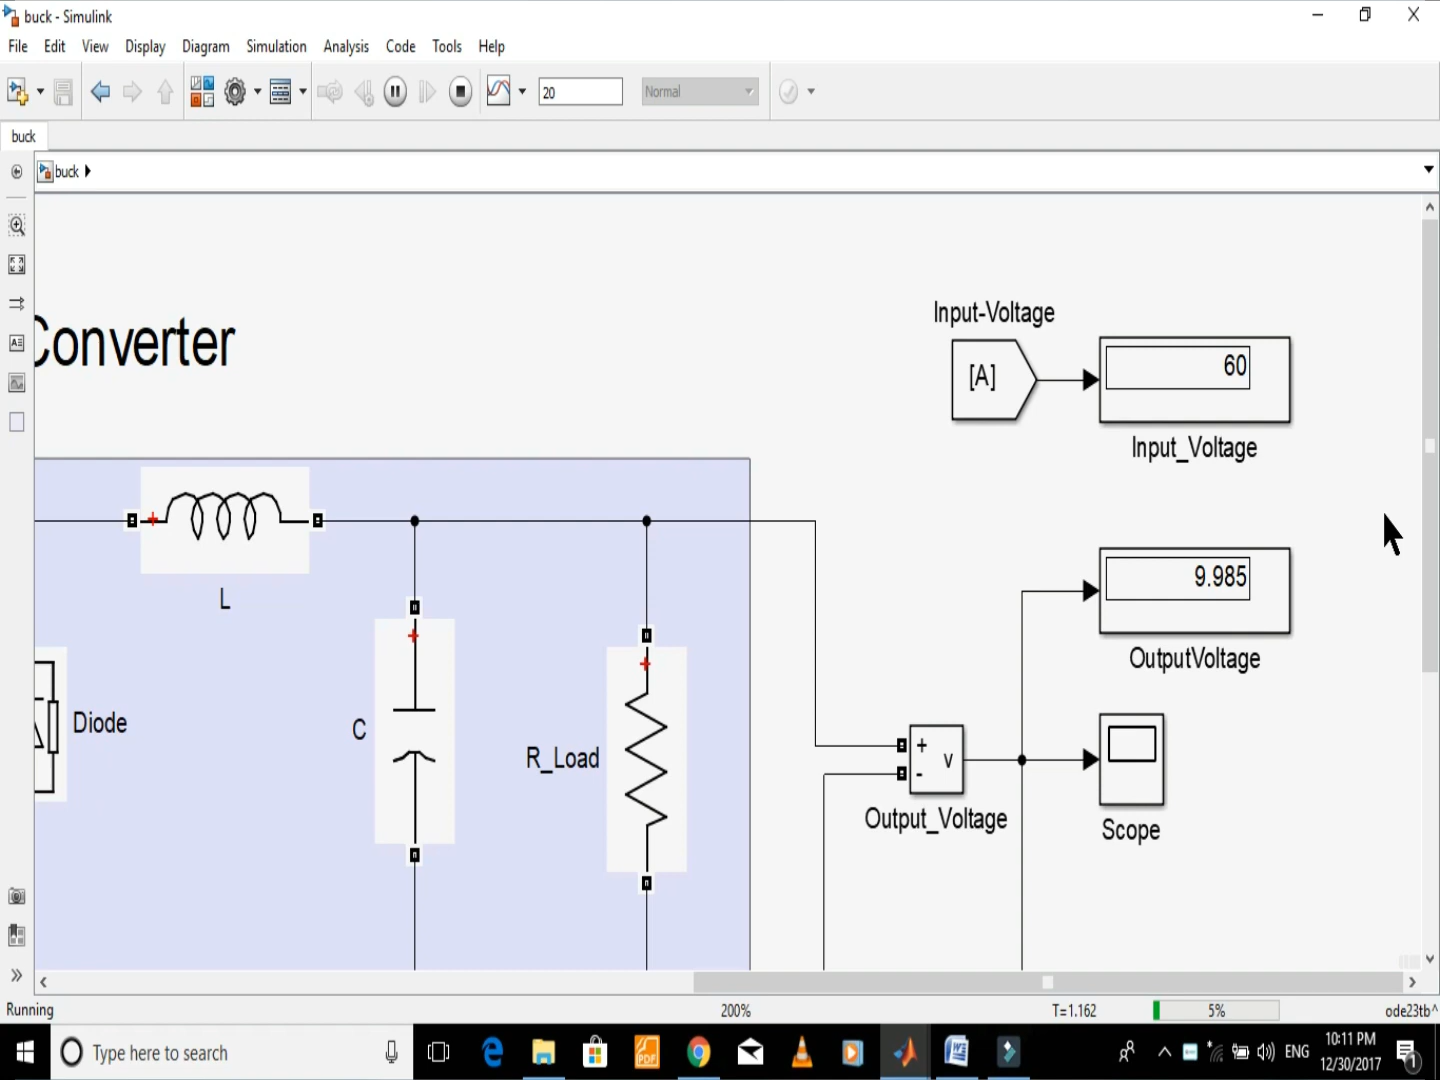 buck - Simulink
File Edit View Display Diagram Simulation Analysis Code Tools Help
20 Normal
buck
buck
Converter
Input-Voltage
[A]
60
Input_Voltage
L
9.985
OutputVoltage
Diode
C
R_Load
+
v
-
Output_Voltage
Scope
Running 200% T=1.162 5% ode23tb
Type here to search
PDF
ENG
10:11 PM
12/30/2017
1